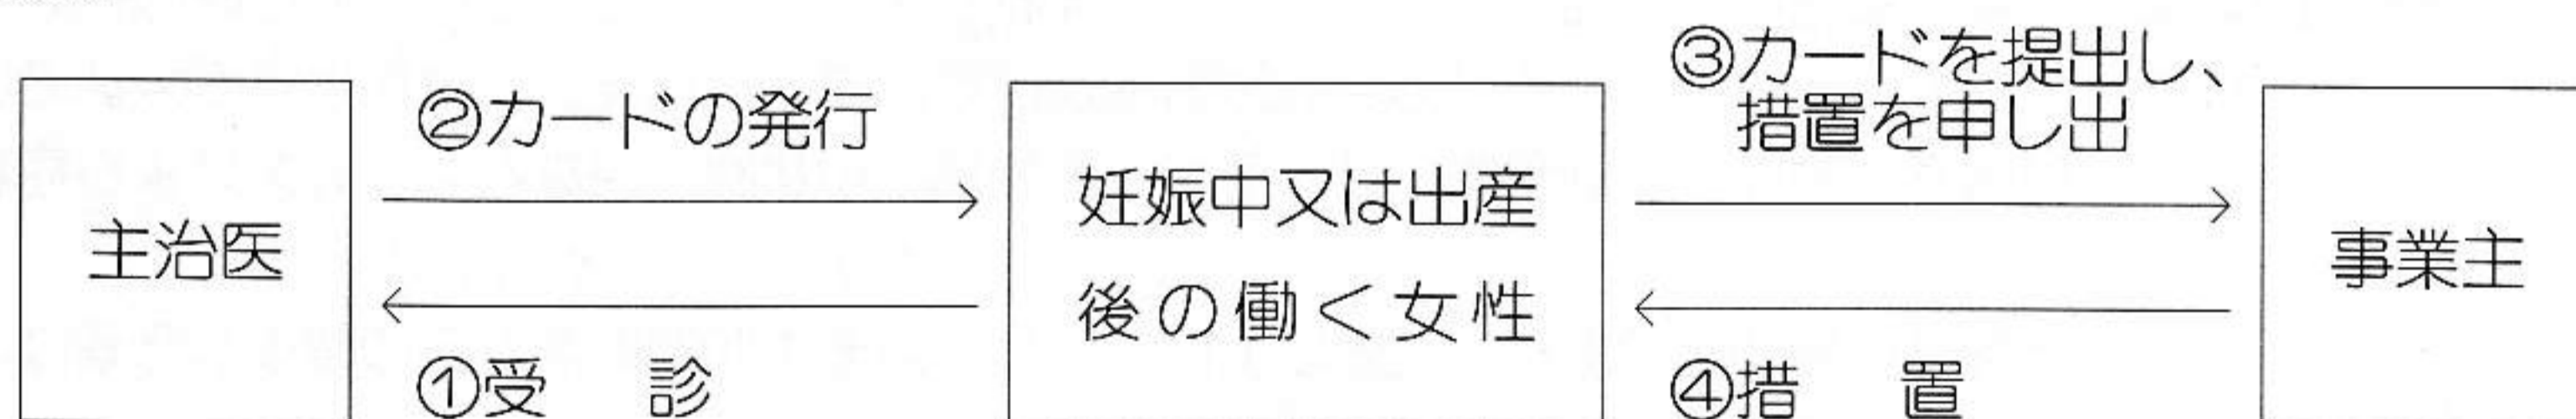 ③カードを提出し、
措置を申し出
②カードの発行
主治医
妊娠中又は出産
後の働く女性
事業主
①受 診
④措 置